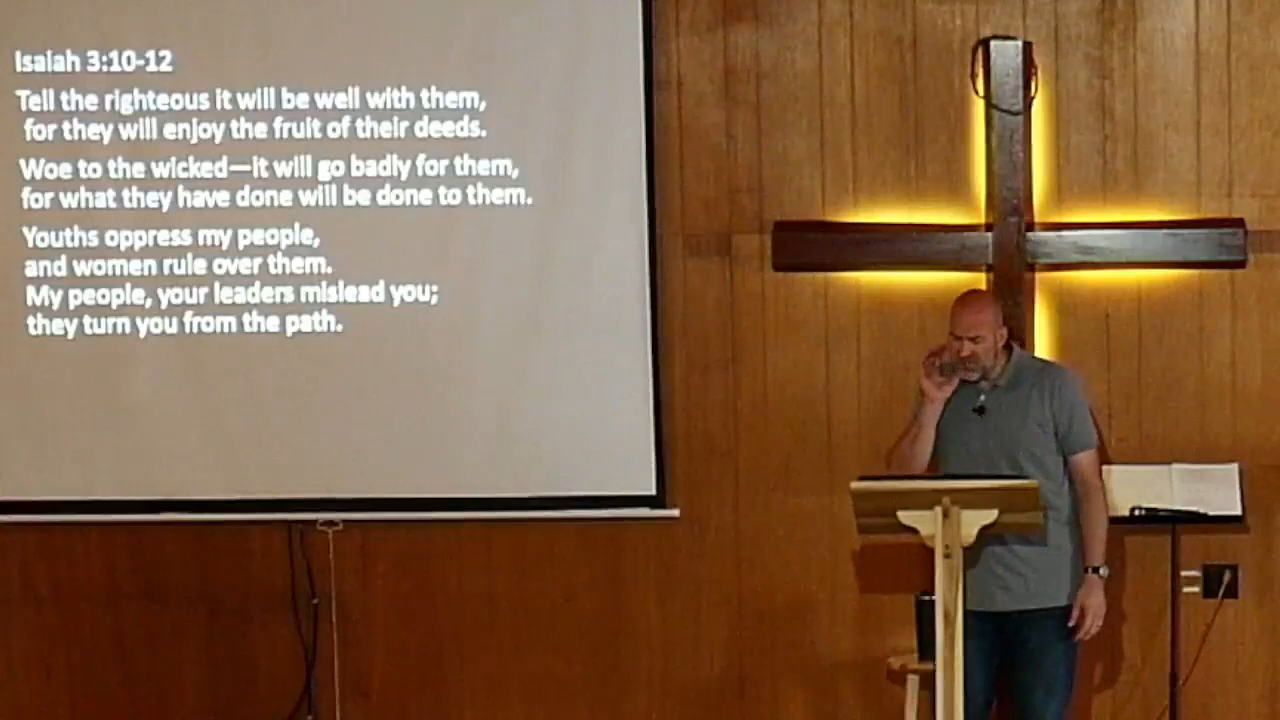 Isaiah 3:10-12
Tell the righteous it will be well with them,
for they will enjoy the fruit of their deeds.
Woe to the wicked—it will go badly for them,
for what they have done will be done to them.
Youths oppress my people,
and women rule over them.
My people, your leaders mislead you;
they turn you from the path.